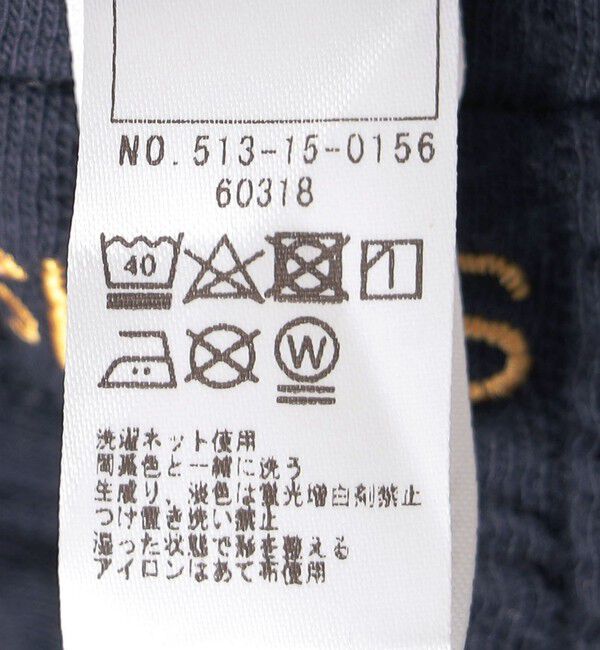 NO. 513-15-0156
60318
40
W
洗濯ネット使用
同系色と一緒に洗う
生成り、淡色は蛍光増白剤禁止
つけ置き洗い禁止
湿った状態で形を整える
アイロンはあて布使用